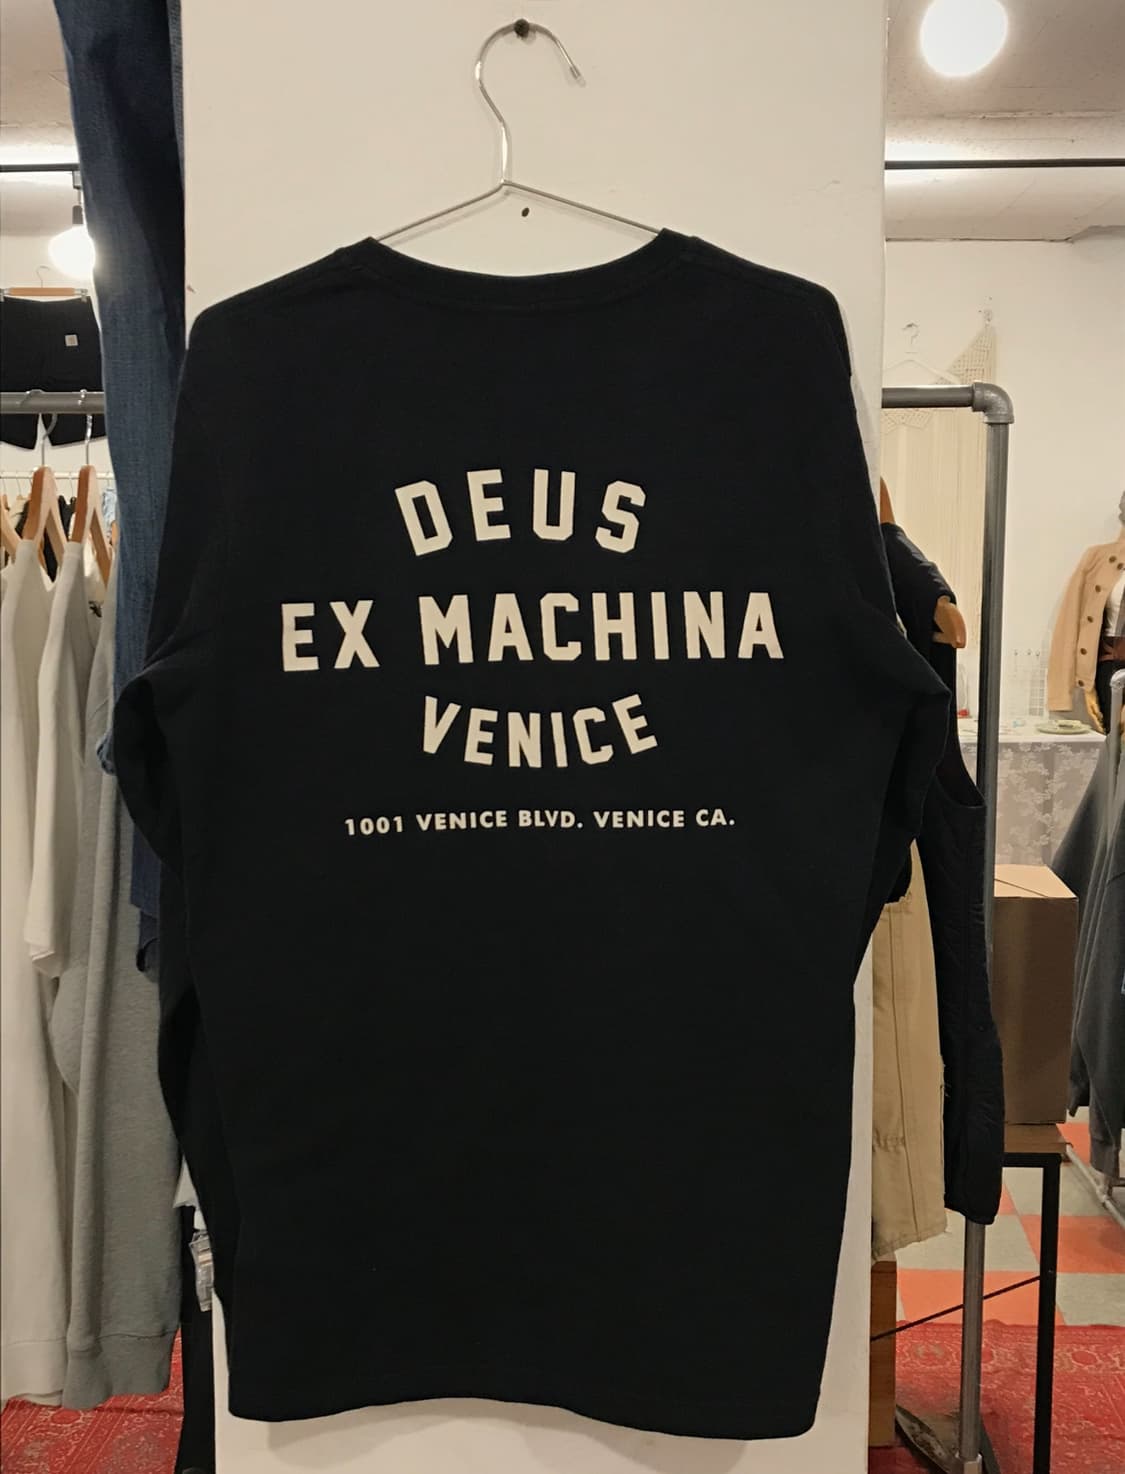 DEUS
EX MACHINA
VENICE
1001 VENICE BLVD. VENICE CA.